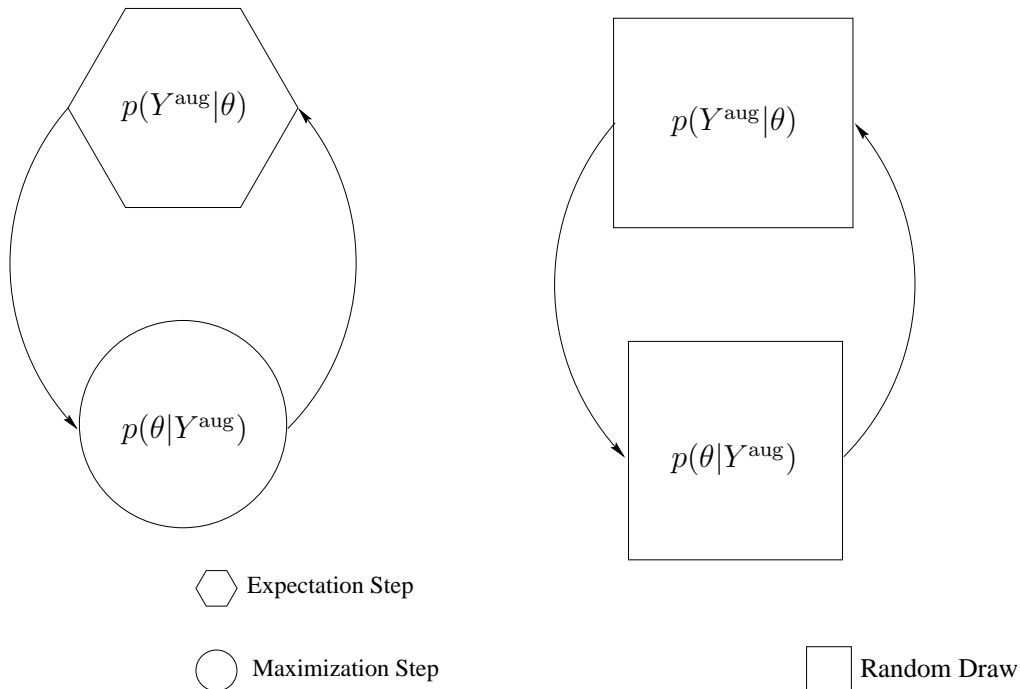 p(Y^aug|θ)
p(Y^aug|θ)
p(θ|Y^aug)
p(θ|Y^aug)
Expectation Step
Maximization Step
Random Draw